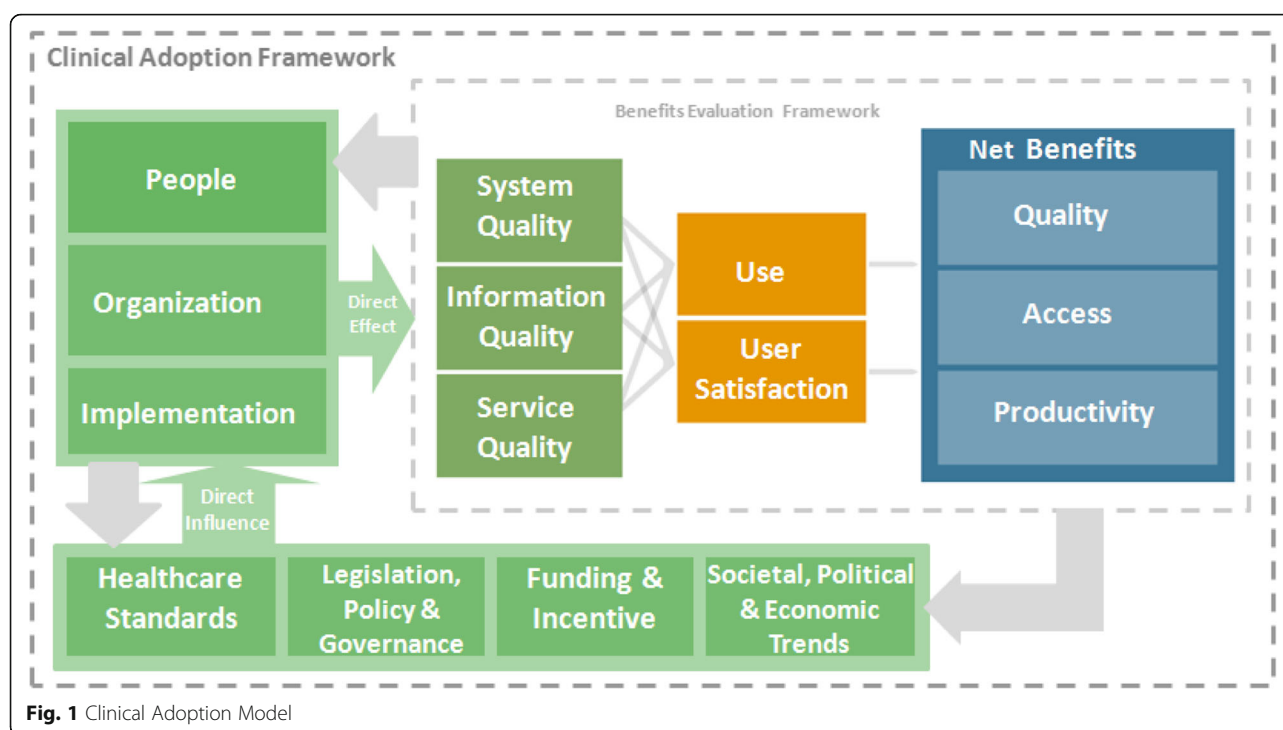 Clinical Adoption Framework
Benefits Evaluation Framework
People
Organization
Implementation
Direct
Effect
System
Quality
Information
Quality
Service
Quality
Use
User
Satisfaction
Net Benefits
Quality
Access
Productivity
Direct
Influence
Healthcare
Standards
Legislation,
Policy &
Governance
Funding &
Incentive
Societal, Political
& Economic
Trends
Fig. 1 Clinical Adoption Model